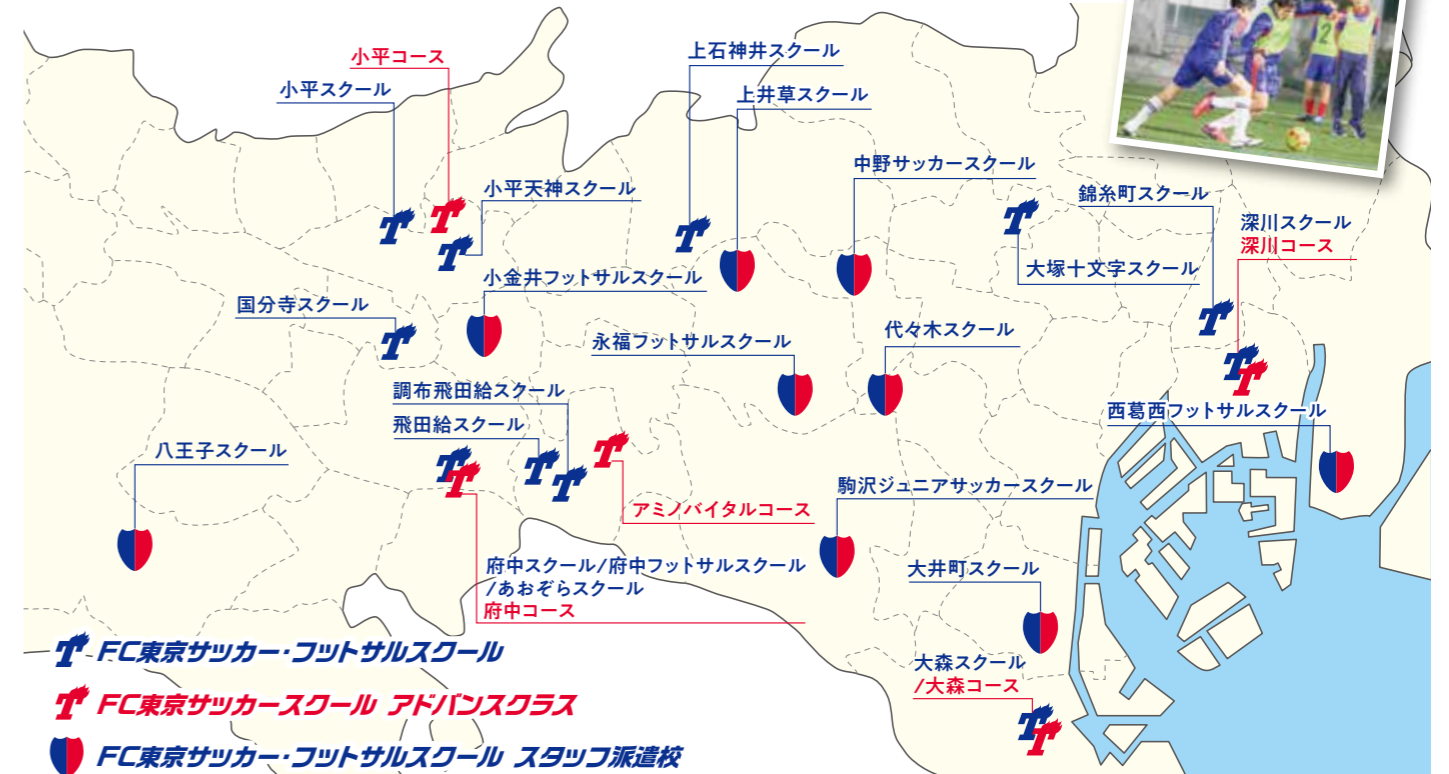 小平コース
小平スクール
上石神井スクール
上井草スクール
中野サッカースクール
小平天神スクール
錦糸町スクール
深川スクール
深川コース
大塚十文字スクール
小金井フットサルスクール
国分寺スクール
永福フットサルスクール
代々木スクール
調布飛田給スクール
飛田給スクール
西葛西フットサルスクール
八王子スクール
駒沢ジュニアサッカースクール
アミノバイタルコース
府中スクール/府中フットサルスクール
/あおぞらスクール
府中コース
大井町スクール
大森スクール
/大森コース
FC東京サッカー・フットサルスクール
FC東京サッカースクール アドバンスクラス
FC東京サッカー・フットサルスクール スタッフ派遣校
2